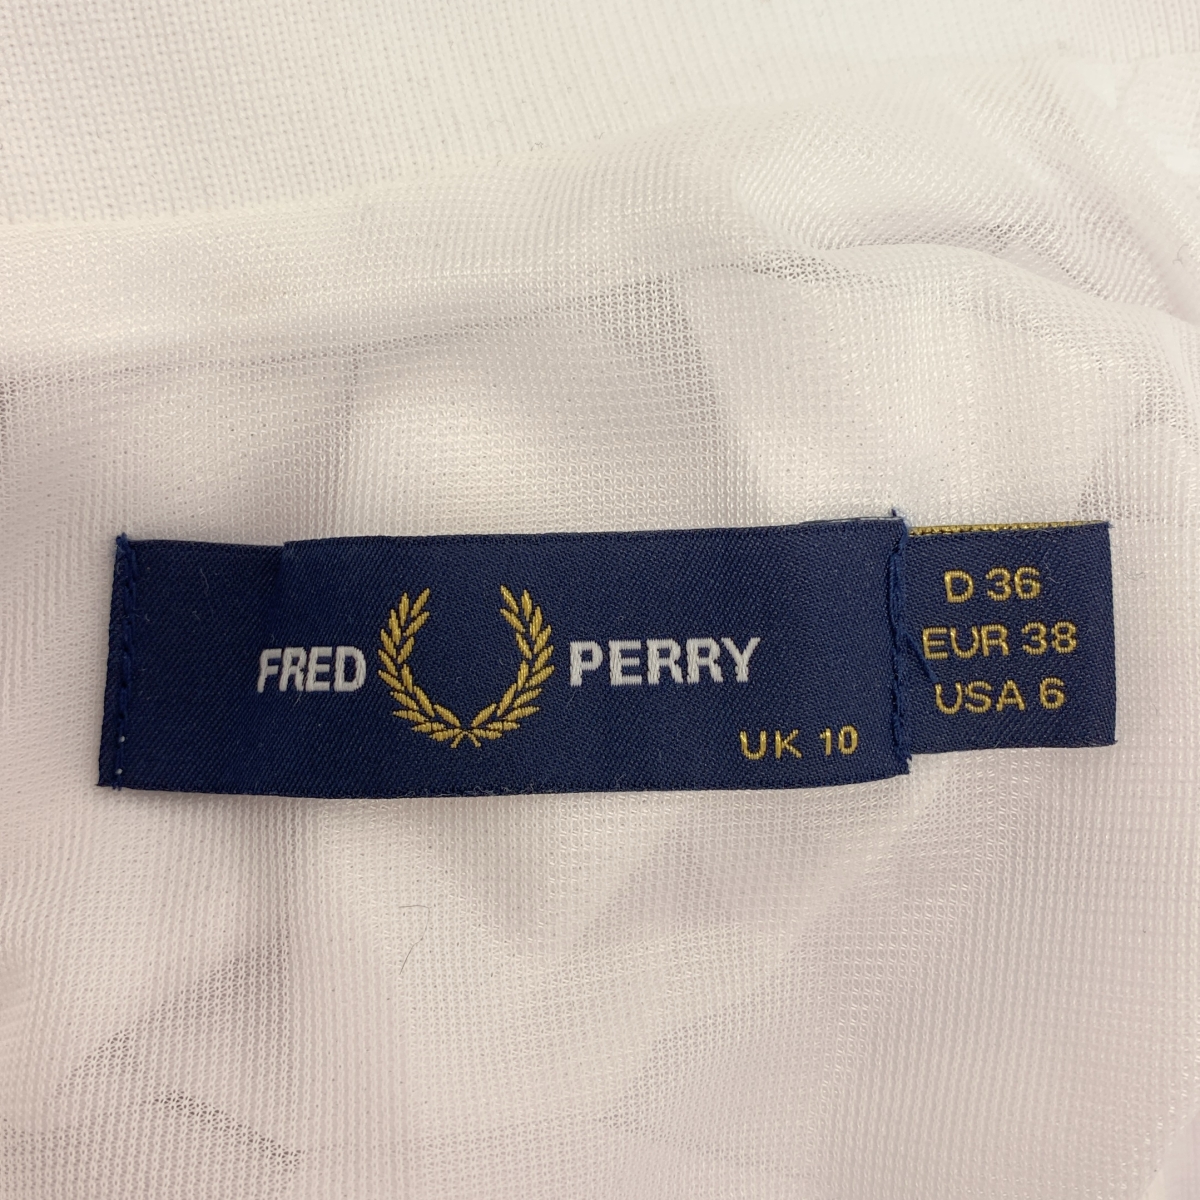 FRED PERRY
UK 10
D 36
EUR 38
USA 6